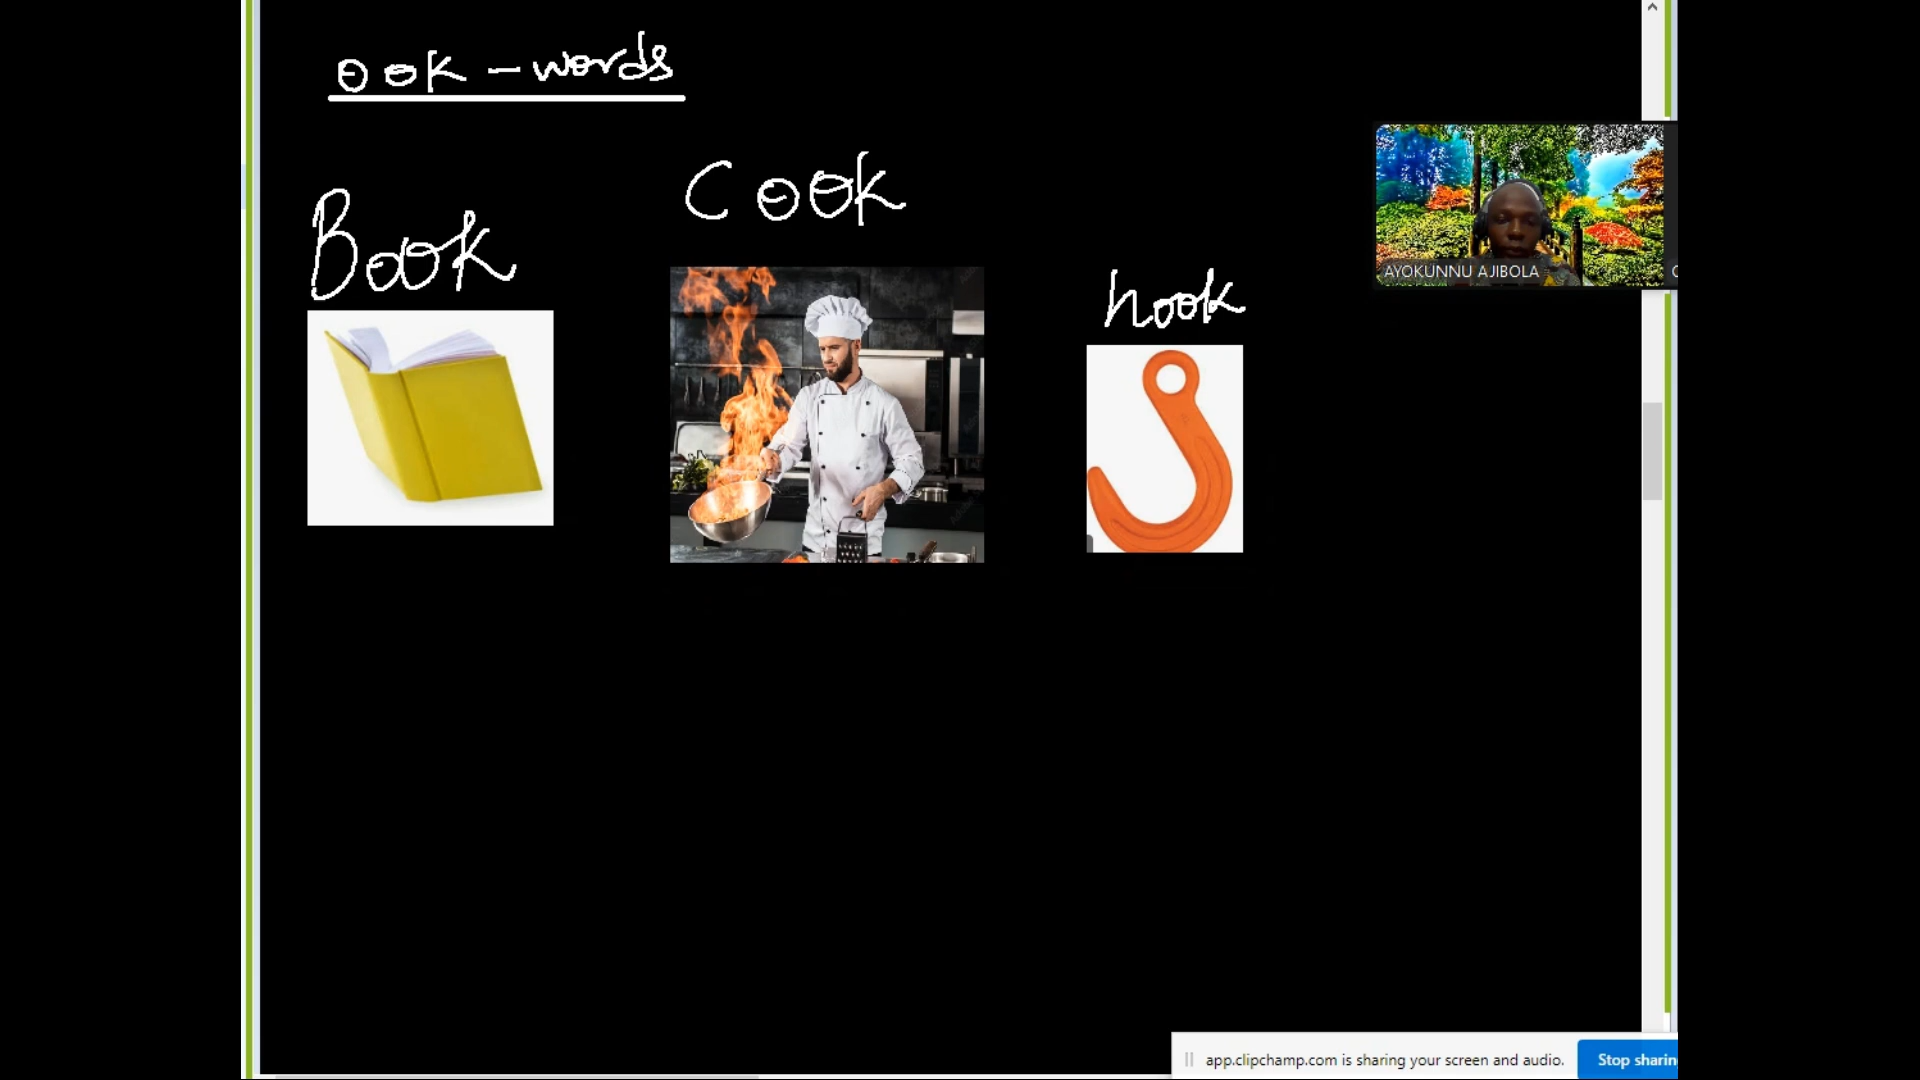 ook - words
Book
Cook
hook
AYOKUNNU AJIBOLA
app.clipchamp.com is sharing your screen and audio.
Stop sharin